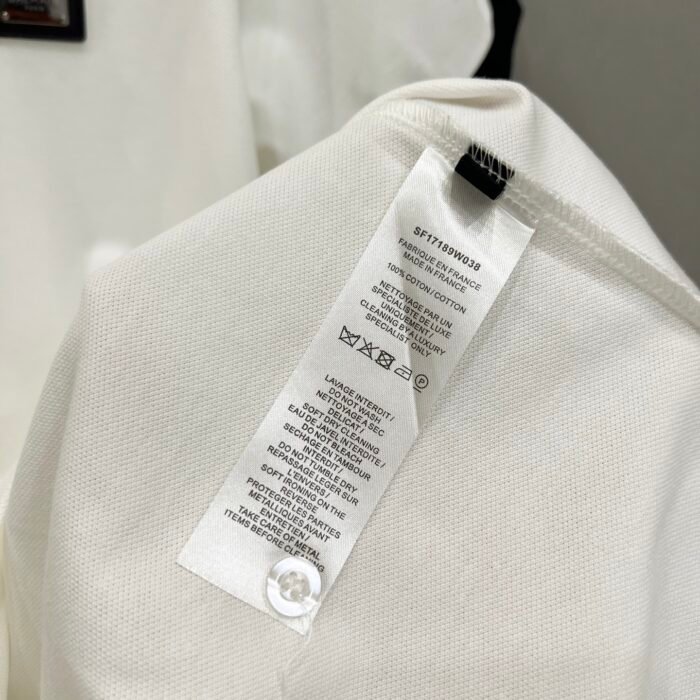 SF17189W038
FABRIQUE EN FRANCE
MADE IN FRANCE
100% COTON / COTTON
NETTOYAGE PAR UN
SPECIALISTE DE LUXE
UNIQUEMENT /
CLEANING BY A LUXURY
SPECIALIST ONLY
P
LAVAGE INTERDIT /
DO NOT WASH
NETTOYAGE A SEC
DELICAT /
SOFT DRY CLEANING
EAU DE JAVEL INTERDITE /
DO NOT BLEACH
SECHAGE EN TAMBOUR
INTERDIT /
DO NOT TUMBLE DRY
REPASSAGE LEGER SUR
L'ENVERS /
SOFT IRONING ON THE
REVERSE
PROTEGER LES PARTIES
METALLIQUES AVANT
ENTRETIEN /
TAKE CARE OF METAL
ITEMS BEFORE CLEANING